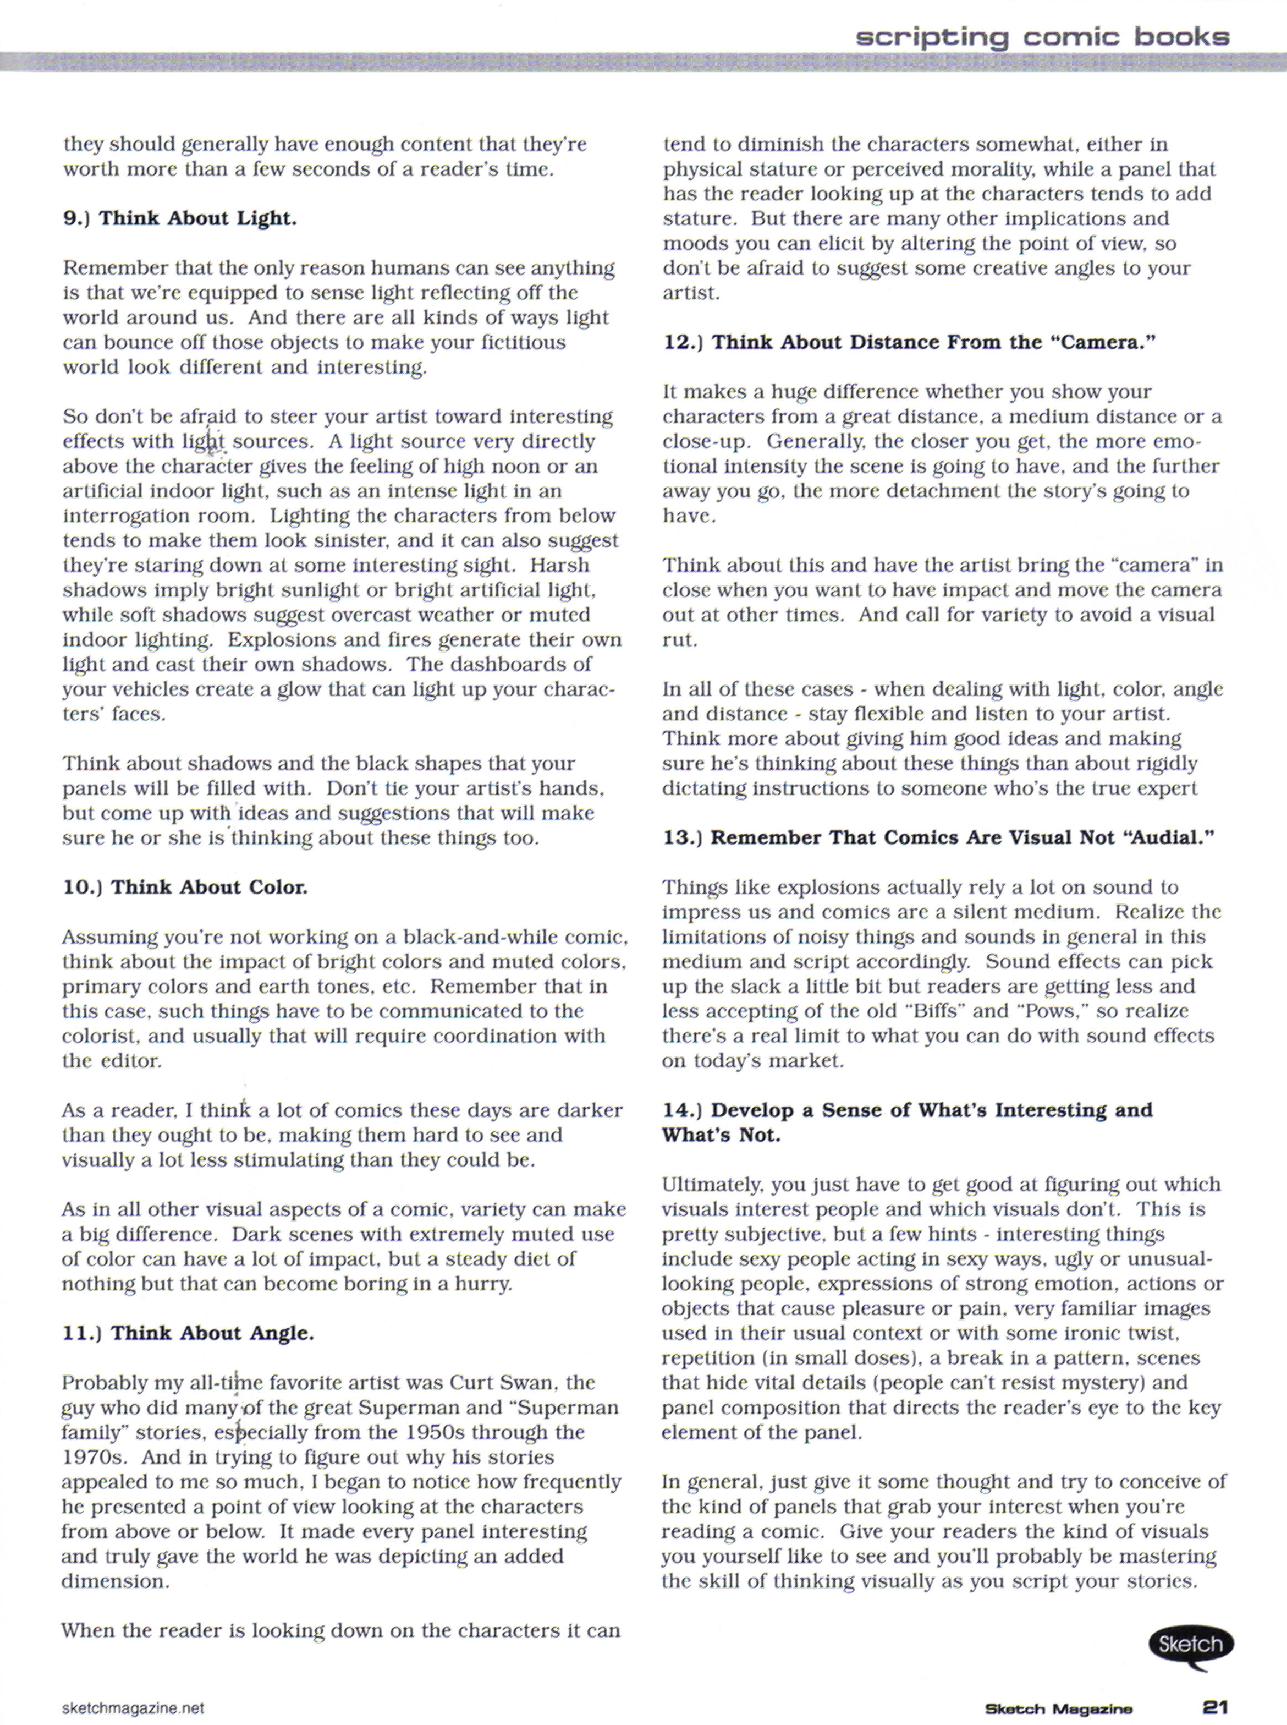 scripting comic books
they should generally have enough content that they're
worth more than a few seconds of a reader's time.
9.) Think About Light.
Remember that the only reason humans can see anything
is that we're equipped to sense light reflecting off the
world around us.  And there are all kinds of ways light
can bounce off those objects to make your fictitious
world look different and interesting.
So don't be afraid to steer your artist toward interesting
effects with light sources.  A light source very directly
above the character gives the feeling of high noon or an
artificial indoor light, such as an intense light in an
interrogation room.  Lighting the characters from below
tends to make them look sinister, and it can also suggest
they're staring down at some interesting sight.  Harsh
shadows imply bright sunlight or bright artificial light,
while soft shadows suggest overcast weather or muted
indoor lighting.  Explosions and fires generate their own
light and cast their own shadows.  The dashboards of
your vehicles create a glow that can light up your charac-
ters' faces.
Think about shadows and the black shapes that your
panels will be filled with.  Don't tie your artist's hands,
but come up with ideas and suggestions that will make
sure he or she is thinking about these things too.
10.) Think About Color.
Assuming you're not working on a black-and-while comic,
think about the impact of bright colors and muted colors,
primary colors and earth tones, etc.  Remember that in
this case, such things have to be communicated to the
colorist, and usually that will require coordination with
the editor.
As a reader, I think a lot of comics these days are darker
than they ought to be, making them hard to see and
visually a lot less stimulating than they could be.
As in all other visual aspects of a comic, variety can make
a big difference.  Dark scenes with extremely muted use
of color can have a lot of impact, but a steady diet of
nothing but that can become boring in a hurry.
11.) Think About Angle.
Probably my all-time favorite artist was Curt Swan, the
guy who did many of the great Superman and "Superman
family" stories, especially from the 1950s through the
1970s.  And in trying to figure out why his stories
appealed to me so much, I began to notice how frequently
he presented a point of view looking at the characters
from above or below.  It made every panel interesting
and truly gave the world he was depicting an added
dimension.
When the reader is looking down on the characters it can
tend to diminish the characters somewhat, either in
physical stature or perceived morality, while a panel that
has the reader looking up at the characters tends to add
stature.  But there are many other implications and
moods you can elicit by altering the point of view, so
don't be afraid to suggest some creative angles to your
artist.
12.) Think About Distance From the "Camera."
It makes a huge difference whether you show your
characters from a great distance, a medium distance or a
close-up.  Generally, the closer you get, the more emo-
tional intensity the scene is going to have, and the further
away you go, the more detachment the story's going to
have.
Think about this and have the artist bring the "camera" in
close when you want to have impact and move the camera
out at other times.  And call for variety to avoid a visual
rut.
In all of these cases - when dealing with light, color, angle
and distance - stay flexible and listen to your artist.
Think more about giving him good ideas and making
sure he's thinking about these things than about rigidly
dictating instructions to someone who's the true expert
13.) Remember That Comics Are Visual Not "Audial."
Things like explosions actually rely a lot on sound to
impress us and comics are a silent medium.  Realize the
limitations of noisy things and sounds in general in this
medium and script accordingly.  Sound effects can pick
up the slack a little bit but readers are getting less and
less accepting of the old "Biffs" and "Pows," so realize
there's a real limit to what you can do with sound effects
on today's market.
14.) Develop a Sense of What's Interesting and
What's Not.
Ultimately, you just have to get good at figuring out which
visuals interest people and which visuals don't.  This is
pretty subjective, but a few hints - interesting things
include sexy people acting in sexy ways, ugly or unusual-
looking people, expressions of strong emotion, actions or
objects that cause pleasure or pain, very familiar images
used in their usual context or with some ironic twist,
repetition (in small doses), a break in a pattern, scenes
that hide vital details (people can't resist mystery) and
panel composition that directs the reader's eye to the key
element of the panel.
In general, just give it some thought and try to conceive of
the kind of panels that grab your interest when you're
reading a comic.  Give your readers the kind of visuals
you yourself like to see and you'll probably be mastering
the skill of thinking visually as you script your stories.
Sketch
sketchmagazine.net
Sketch Magazine 21